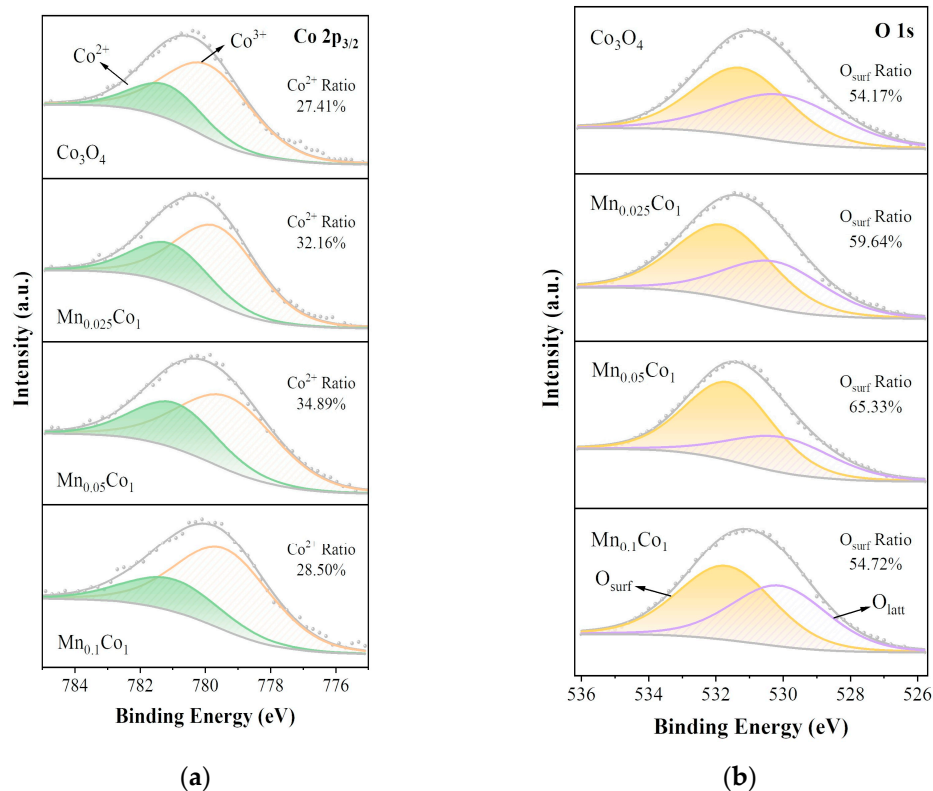 Co 2p3/2
Co2+
Co3+
Co2+ Ratio
27.41%
Co3O4
Co2+ Ratio
32.16%
Mn0.025Co1
Co2+ Ratio
34.89%
Mn0.05Co1
Co2+ Ratio
28.50%
Mn0.1Co1
Intensity (a.u.)
784 782 780 778 776
Binding Energy (eV)
(a)
Co3O4
O 1s
Osurf Ratio
54.17%
Mn0.025Co1
Osurf Ratio
59.64%
Mn0.05Co1
Osurf Ratio
65.33%
Mn0.1Co1
Osurf Ratio
54.72%
Osurf
Olatt
Intensity (a.u.)
536 534 532 530 528 526
Binding Energy (eV)
(b)